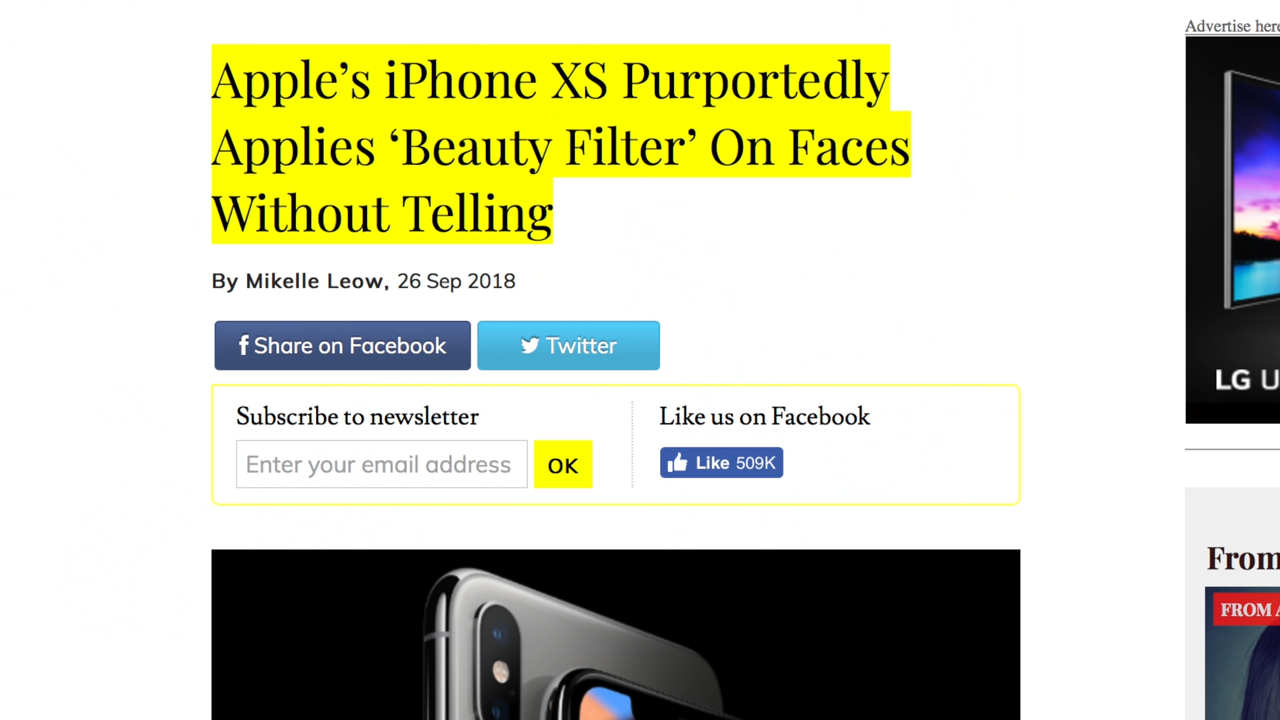 Advertise here
Apple’s iPhone XS Purportedly
Applies ‘Beauty Filter’ On Faces
Without Telling
By Mikelle Leow, 26 Sep 2018
Share on Facebook
Twitter
Subscribe to newsletter
Like us on Facebook
Enter your email address
OK
Like 509K
LG U
From
FROM A